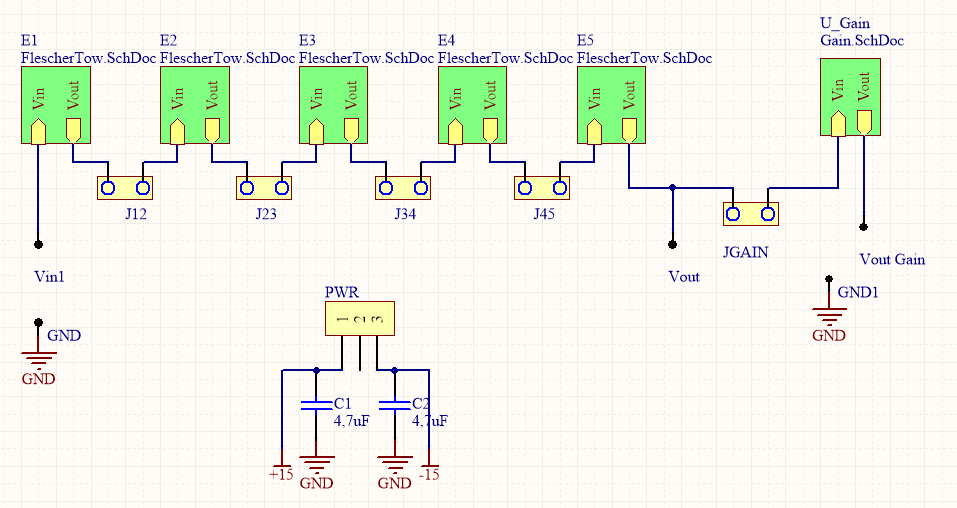 E1
FlescherTow.SchDoc
Vin
Vout
E2
FlescherTow.SchDoc
Vin
Vout
E3
FlescherTow.SchDoc
Vin
Vout
E4
FlescherTow.SchDoc
Vin
Vout
E5
FlescherTow.SchDoc
Vin
Vout
U_Gain
Gain.SchDoc
Vin
Vout
J12
J23
J34
J45
JGAIN
Vin1
Vout
Vout Gain
GND
GND
GND1
GND
PWR
1
2
3
C1
4,7uF
C2
4,7uF
+15
GND
GND
-15